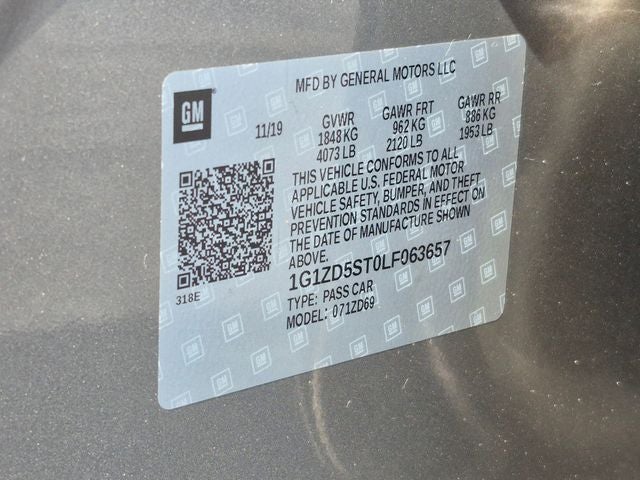 MFD BY GENERAL MOTORS LLC
GM
11/19
GVWR
1848 KG
4073 LB
GAWR FRT
962 KG
2120 LB
GAWR RR
886 KG
1953 LB
THIS VEHICLE CONFORMS TO ALL
APPLICABLE U.S. FEDERAL MOTOR
VEHICLE SAFETY, BUMPER, AND THEFT
PREVENTION STANDARDS IN EFFECT ON
THE DATE OF MANUFACTURE SHOWN
ABOVE.
1G1ZD5ST0LF063657
TYPE: PASS CAR
MODEL: 071ZD69
318E